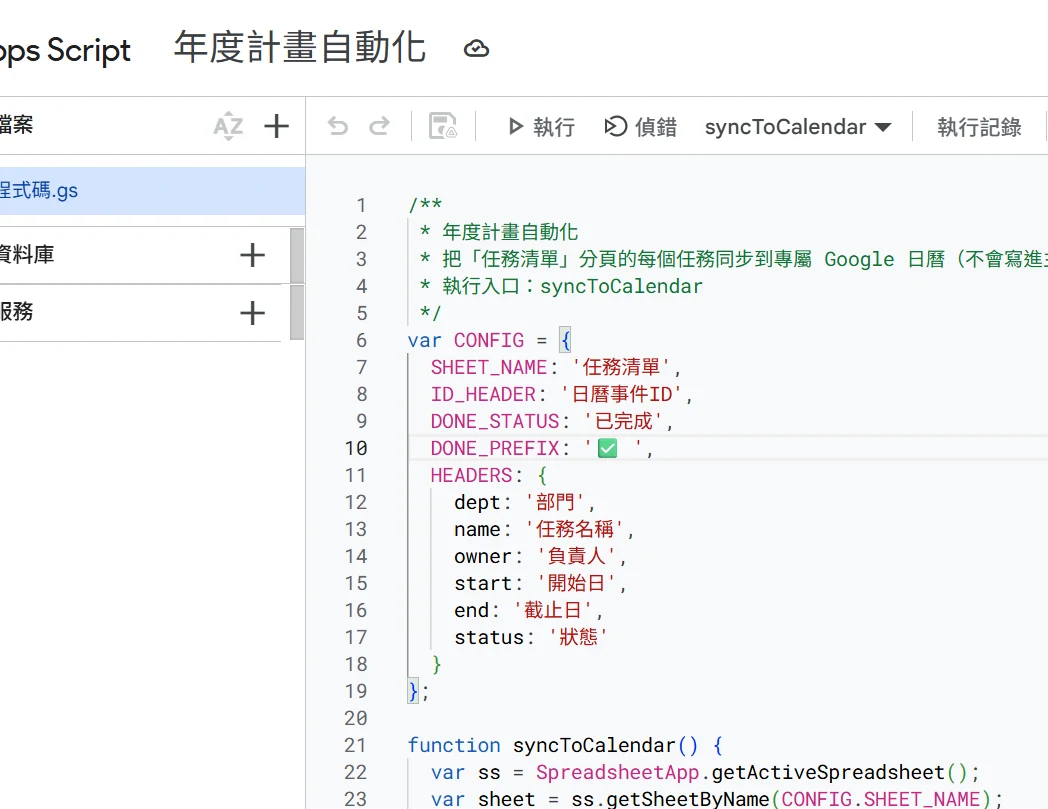 ops Script 年度計畫自動化
檔案 AZ
執行 偵錯 syncToCalendar 執行記錄
程式碼.gs
資料庫
服務
1 /**
2 * 年度計畫自動化
3 * 把「任務清單」分頁的每個任務同步到專屬 Google 日曆（不會寫進主
4 * 執行入口：syncToCalendar
5 */
6 var CONFIG = {
7 SHEET_NAME: '任務清單',
8 ID_HEADER: '日曆事件ID',
9 DONE_STATUS: '已完成',
10 DONE_PREFIX: '✅ ',
11 HEADERS: {
12 dept: '部門',
13 name: '任務名稱',
14 owner: '負責人',
15 start: '開始日',
16 end: '截止日',
17 status: '狀態'
18 }
19 };
20
21 function syncToCalendar() {
22 var ss = SpreadsheetApp.getActiveSpreadsheet();
23 var sheet = ss.getSheetByName(CONFIG.SHEET_NAME);